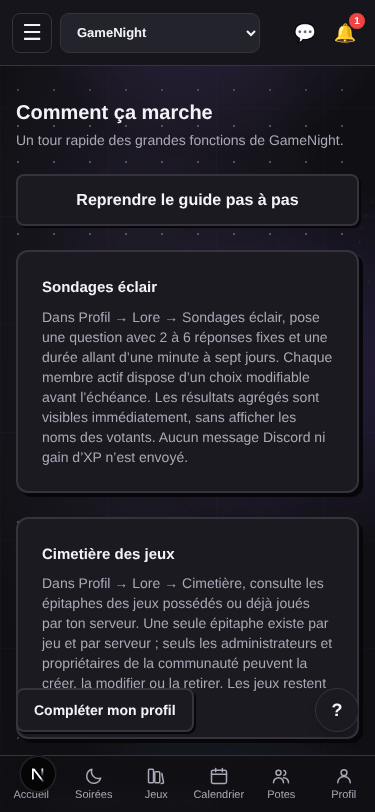 GameNight
1
Comment ça marche
Un tour rapide des grandes fonctions de GameNight.
Reprendre le guide pas à pas
Sondages éclair
Dans Profil → Lore → Sondages éclair, pose
une question avec 2 à 6 réponses fixes et une
durée allant d’une minute à sept jours. Chaque
membre actif dispose d’un choix modifiable
avant l’échéance. Les résultats agrégés sont
visibles immédiatement, sans afficher les
noms des votants. Aucun message Discord ni
gain d’XP n’est envoyé.
Cimetière des jeux
Dans Profil → Lore → Cimetière, consulte les
épitaphes des jeux possédés ou déjà joués
par ton serveur. Une seule épitaphe existe par
jeu et par serveur ; seuls les administrateurs et
propriétaires de la communauté peuvent la
créer, la modifier ou la retirer. Les jeux restent
Compléter mon profil
?
N
Accueil Soirées Jeux Calendrier Potes Profil